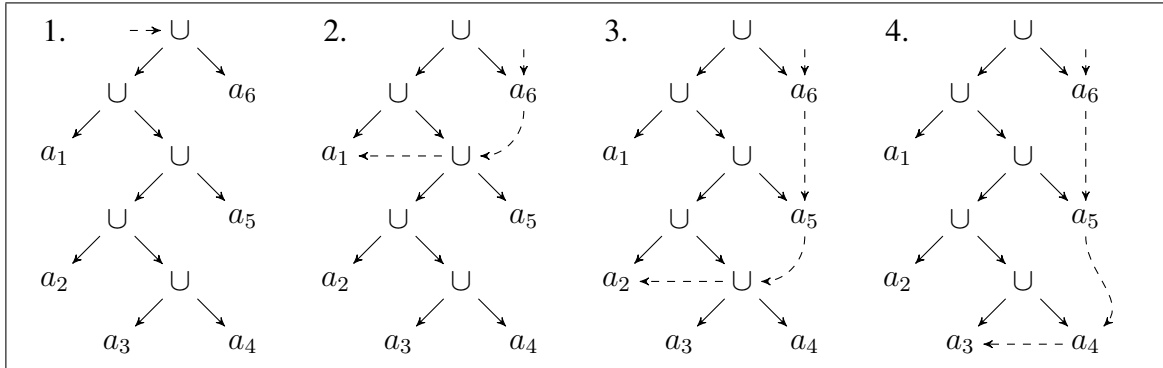 1. ∪ 2. ∪ 3. ∪ 4. ∪
∪ a₆ ∪ a₆ ∪ a₆ ∪ a₆
a₁ ∪ a₁ ∪ a₁ ∪ a₁ ∪
∪ a₅ ∪ a₅ ∪ a₅ ∪ a₅
a₂ ∪ a₂ ∪ a₂ ∪ a₂ ∪
a₃ a₄ a₃ a₄ a₃ a₄ a₃ a₄